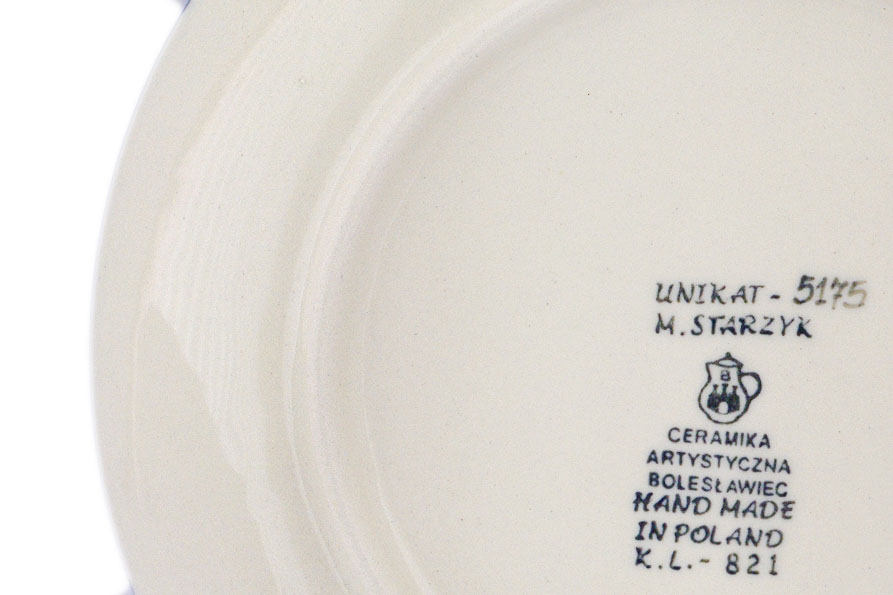 UNIKAT - 5175
M. STARZYK
B
CERAMIKA
ARTYSTYCZNA
BOLESŁAWIEC
HAND MADE
IN POLAND
K.L.- 821